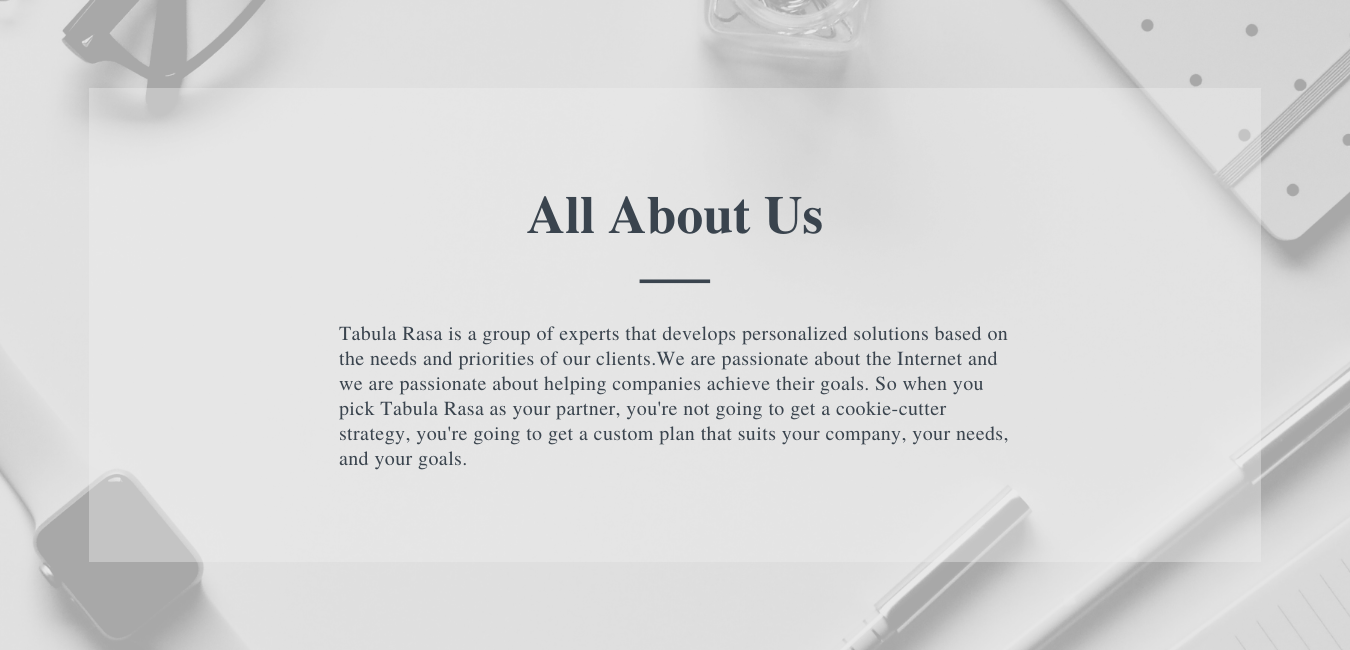 All About Us
Tabula Rasa is a group of experts that develops personalized solutions based on
the needs and priorities of our clients.We are passionate about the Internet and
we are passionate about helping companies achieve their goals. So when you
pick Tabula Rasa as your partner, you're not going to get a cookie-cutter
strategy, you're going to get a custom plan that suits your company, your needs,
and your goals.